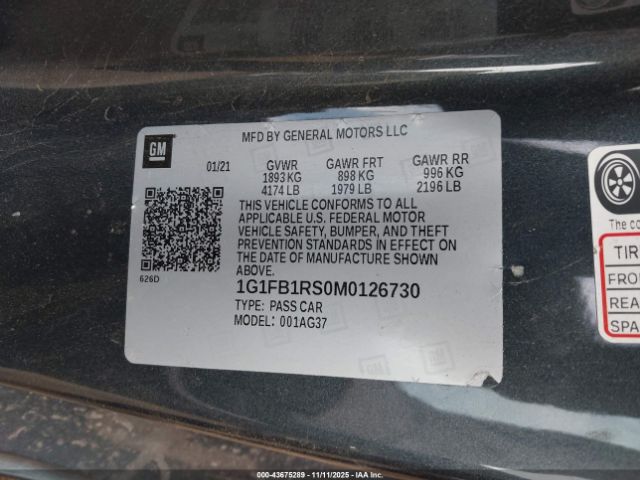 MFD BY GENERAL MOTORS LLC
GM
01/21 GVWR GAWR FRT GAWR RR
1893 KG 898 KG 996 KG
4174 LB 1979 LB 2196 LB
THIS VEHICLE CONFORMS TO ALL
APPLICABLE U.S. FEDERAL MOTOR
VEHICLE SAFETY, BUMPER, AND THEFT
PREVENTION STANDARDS IN EFFECT ON
THE DATE OF MANUFACTURE SHOWN
ABOVE.
626D
1G1FB1RS0M0126730
TYPE: PASS CAR
MODEL: 001AG37
TIR
FRO
REA
SPA
000-43675289 - 11/11/2025 - IAAI.COM